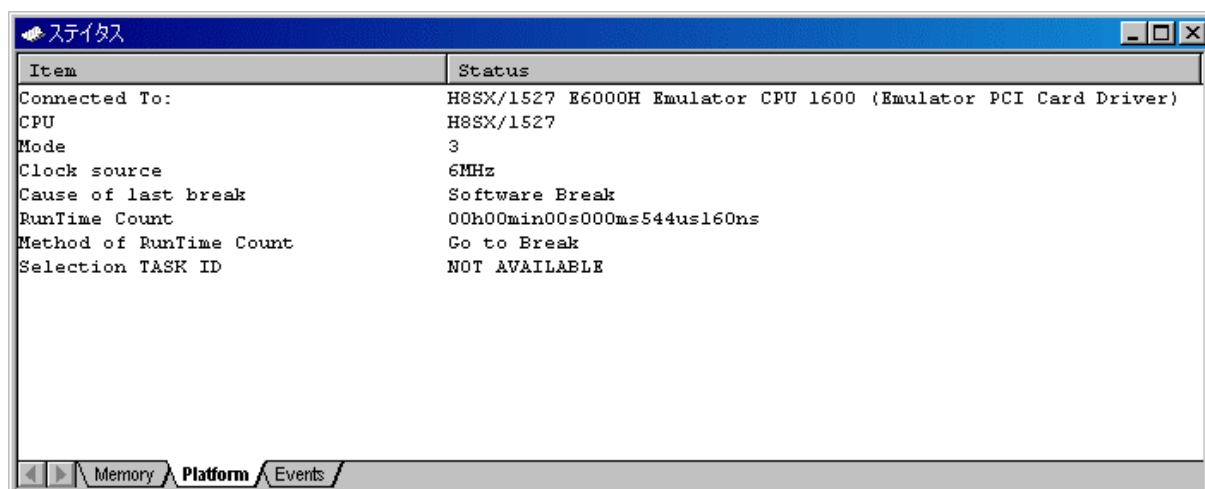 ステイタス
Item Status
Connected To: H8SX/1527 E6000H Emulator CPU 1600 (Emulator PCI Card Driver)
CPU H8SX/1527
Mode 3
Clock source 6MHz
Cause of last break Software Break
RunTime Count 00h00min00s000ms544us160ns
Method of RunTime Count Go to Break
Selection TASK ID NOT AVAILABLE
Memory Platform Events